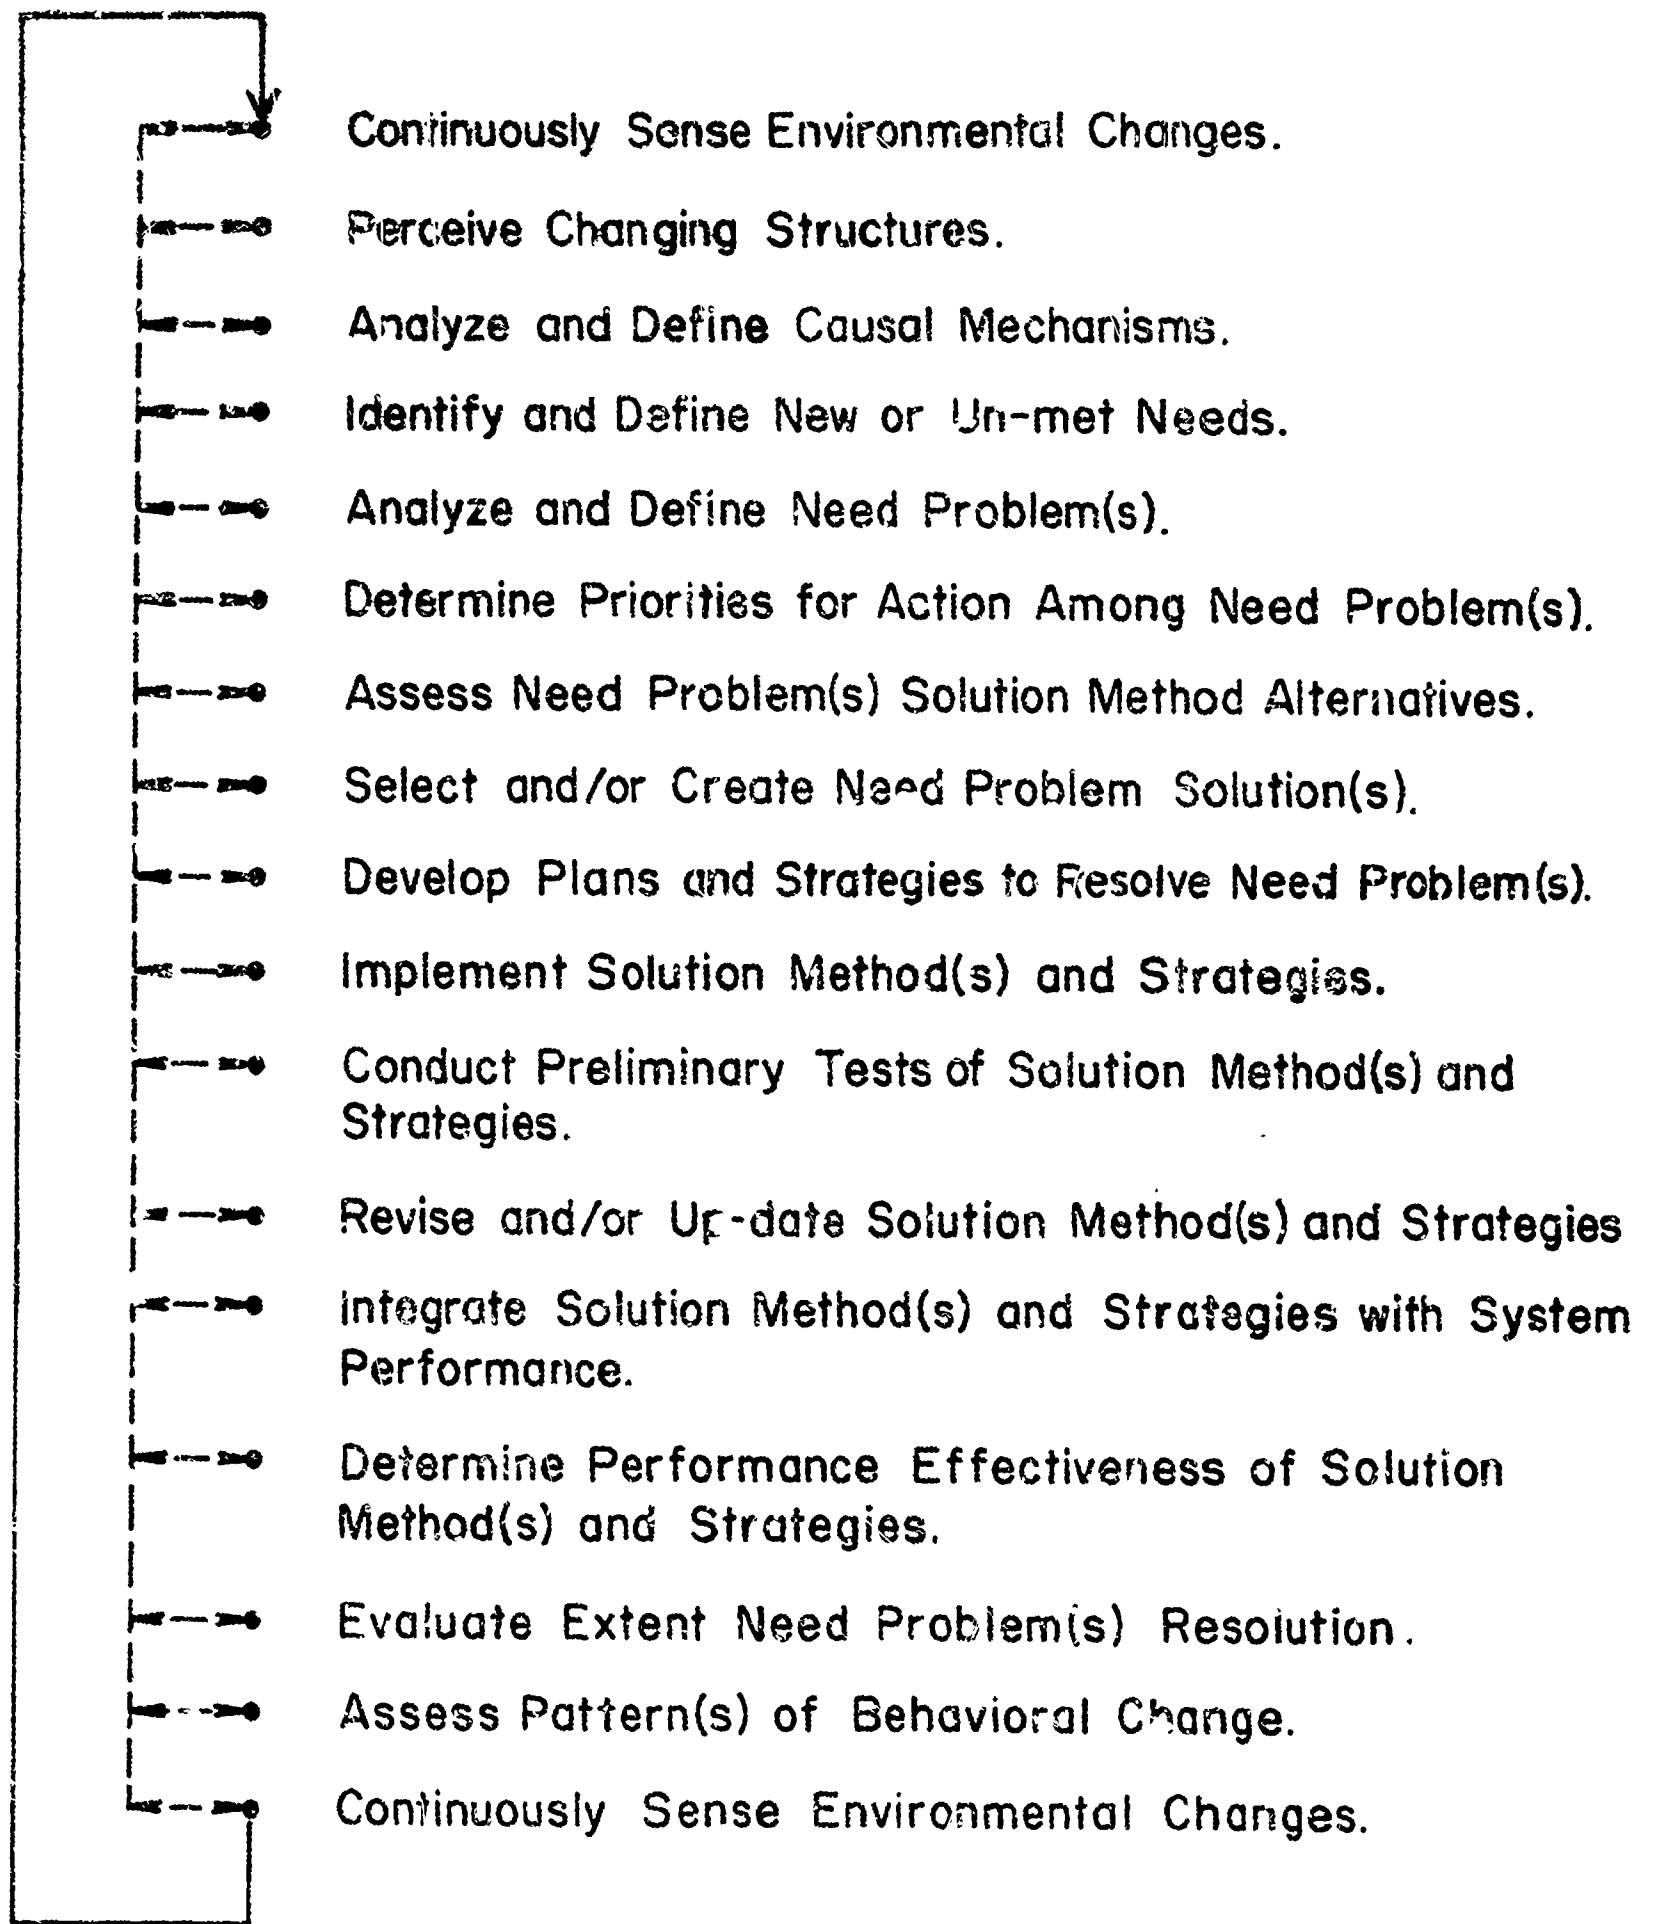 Continuously Sense Environmental Changes.
Perceive Changing Structures.
Analyze and Define Causal Mechanisms.
Identify and Define New or Un-met Needs.
Analyze and Define Need Problem(s).
Determine Priorities for Action Among Need Problem(s).
Assess Need Problem(s) Solution Method Alternatives.
Select and/or Create Need Problem Solution(s).
Develop Plans and Strategies to Resolve Need Problem(s).
Implement Solution Method(s) and Strategies.
Conduct Preliminary Tests of Solution Method(s) and
Strategies.
Revise and/or Up-date Solution Method(s) and Strategies
Integrate Solution Method(s) and Strategies with System
Performance.
Determine Performance Effectiveness of Solution
Method(s) and Strategies.
Evaluate Extent Need Problem(s) Resolution.
Assess Pattern(s) of Behavioral Change.
Continuously Sense Environmental Changes.